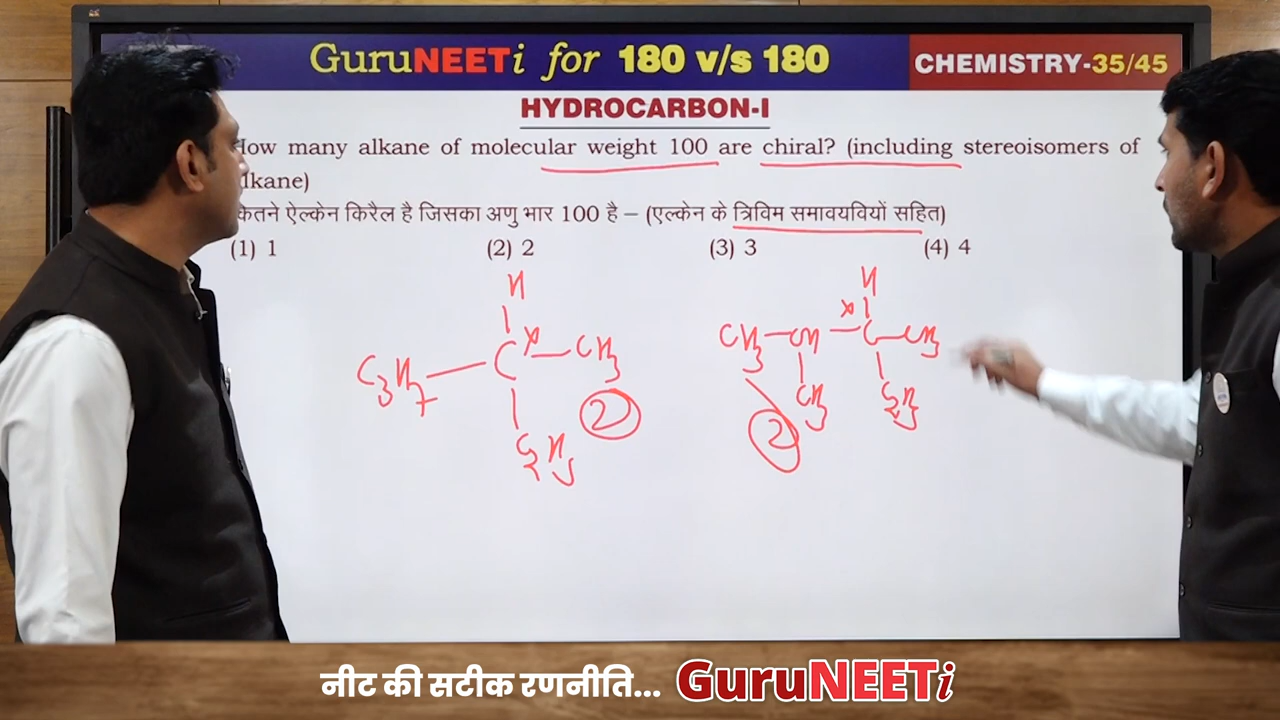 GuruNEETi for 180 v/s 180
CHEMISTRY-35/45
HYDROCARBON-I
How many alkane of molecular weight 100 are chiral? (including stereoisomers of
lkane)
कितने ऐल्केन किरैल है जिसका अणु भार 100 है – (एल्केन के त्रिविम समावयवियों सहित)
(1) 1 (2) 2 (3) 3 (4) 4
H H
C3H7 — C* — CH3 CH3 — CH — C* — CH3
C2H5 CH3 C2H5
2 2
नीट की सटीक रणनीति... GuruNEETi